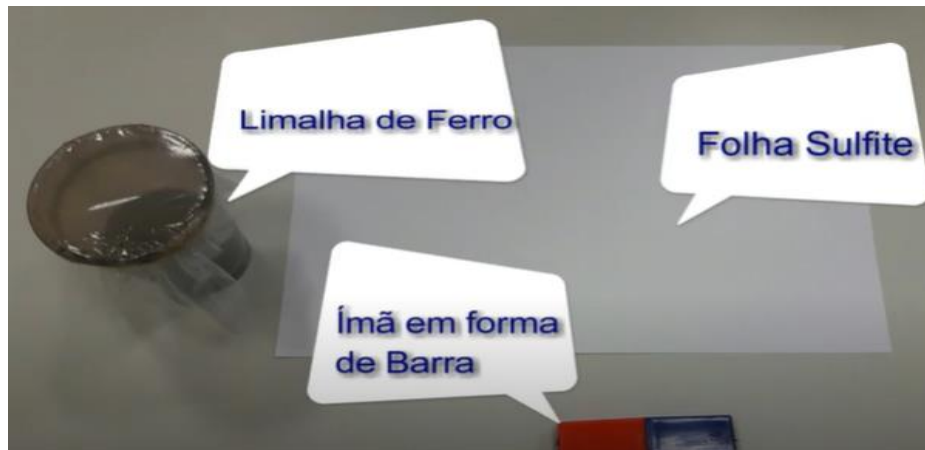 Limalha de Ferro
Folha Sulfite
Ímã em forma
de Barra